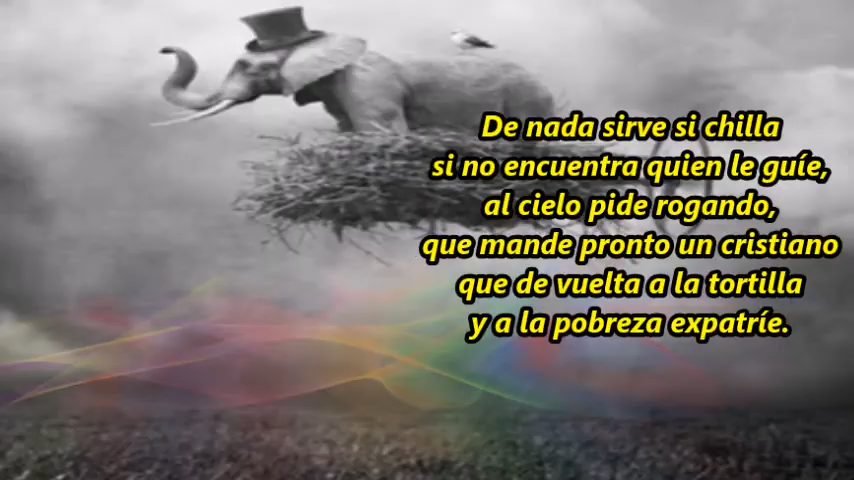 De nada sirve si chilla
si no encuentra quien le guíe,
al cielo pide rogando,
que mande pronto un cristiano
que de vuelta a la tortilla
y a la pobreza expatríe.